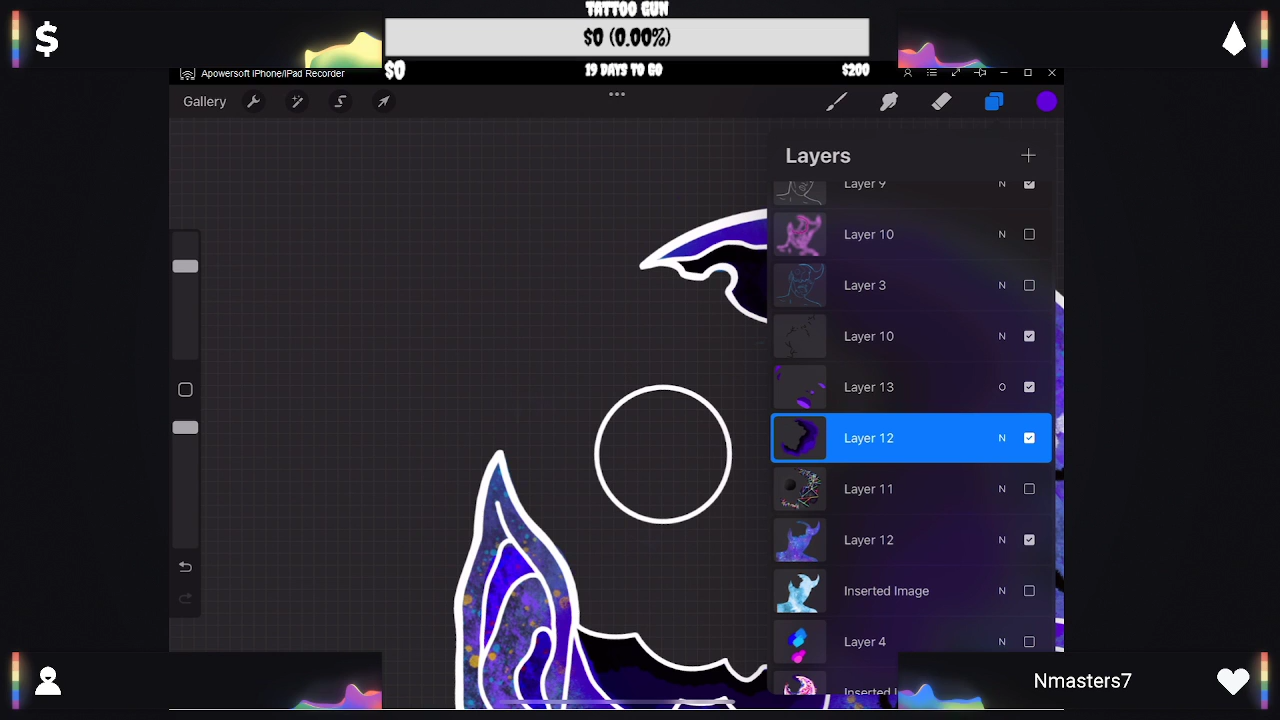 TATTOO GUN
$
$0 (0.00%)
$0
19 DAYS TO GO
$200
Apowersoft iPhone/iPad Recorder
Gallery
Layers
Layer 9 N
Layer 10 N
Layer 3 N
Layer 10 N
Layer 13 O
Layer 12 N
Layer 11 N
Layer 12 N
Inserted Image N
Layer 4 N
Inserted I
Nmasters7